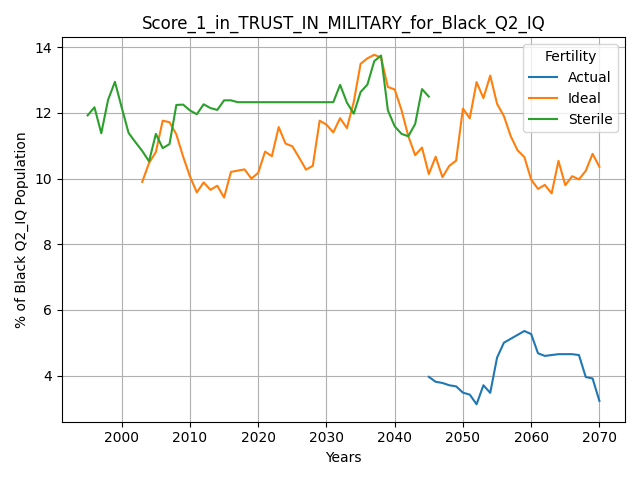 Score_1_in_TRUST_IN_MILITARY_for_Black_Q2_IQ
Fertility
Actual
Ideal
Sterile
% of Black Q2_IQ Population
14
12
10
8
6
4
2000 2010 2020 2030 2040 2050 2060 2070
Years